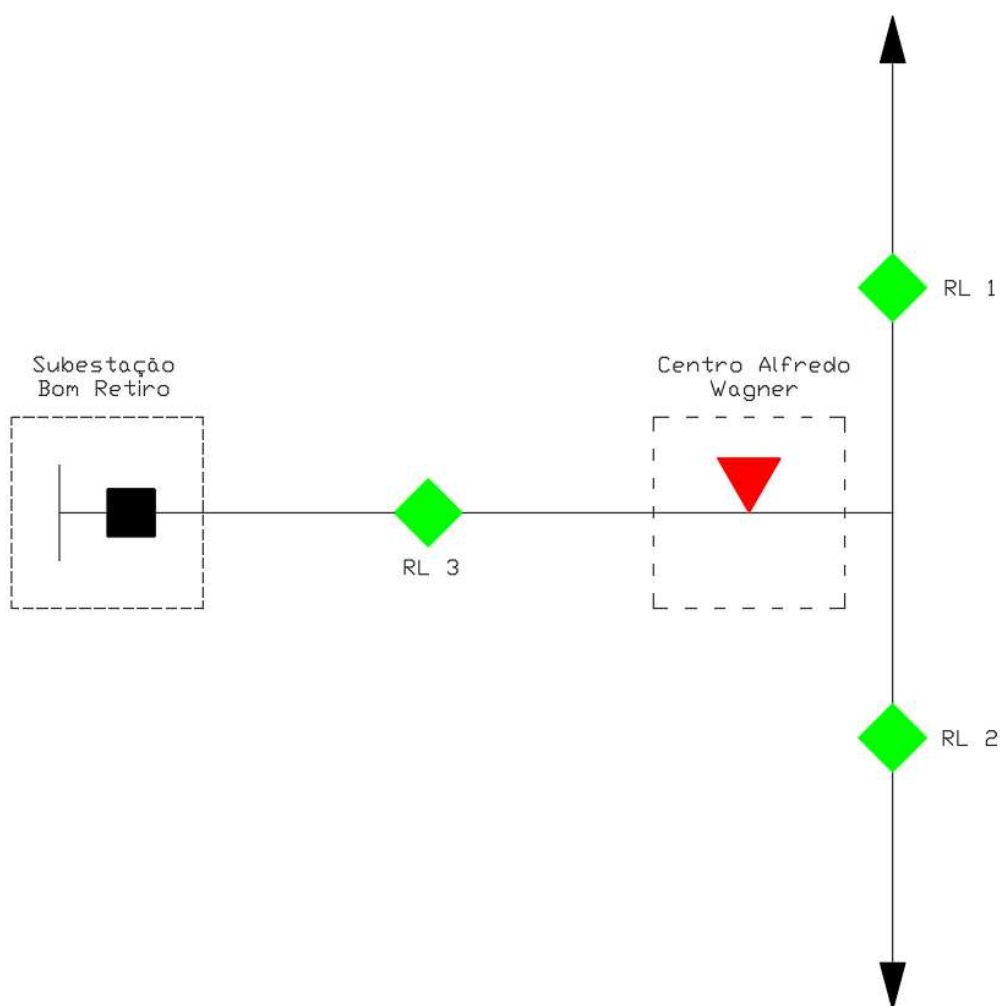 RL 1
Subestação
Bom Retiro
Centro Alfredo
Wagner
RL 3
RL 2